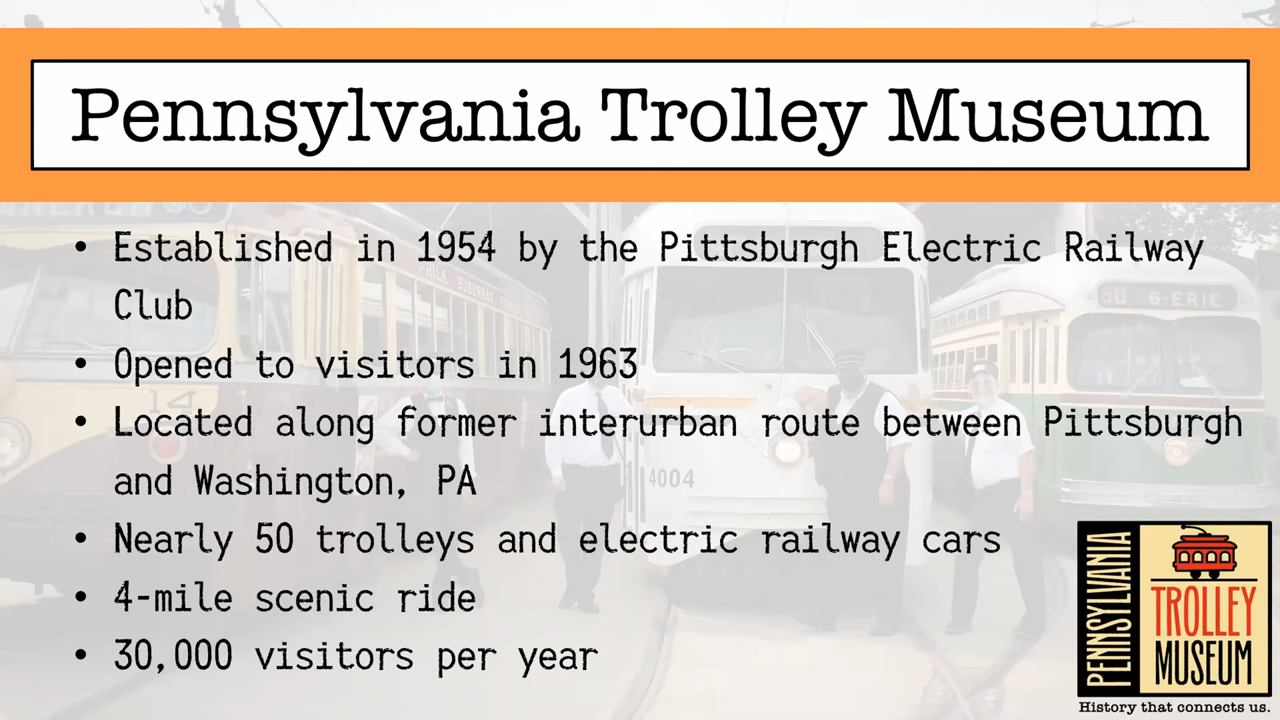 Pennsylvania Trolley Museum
• Established in 1954 by the Pittsburgh Electric Railway
Club
• Opened to visitors in 1963
• Located along former interurban route between Pittsburgh
and Washington, PA
• Nearly 50 trolleys and electric railway cars
• 4-mile scenic ride
• 30,000 visitors per year
14
4004
6-ERIE
PENNSYLVANIA
TROLLEY
MUSEUM
History that connects us.